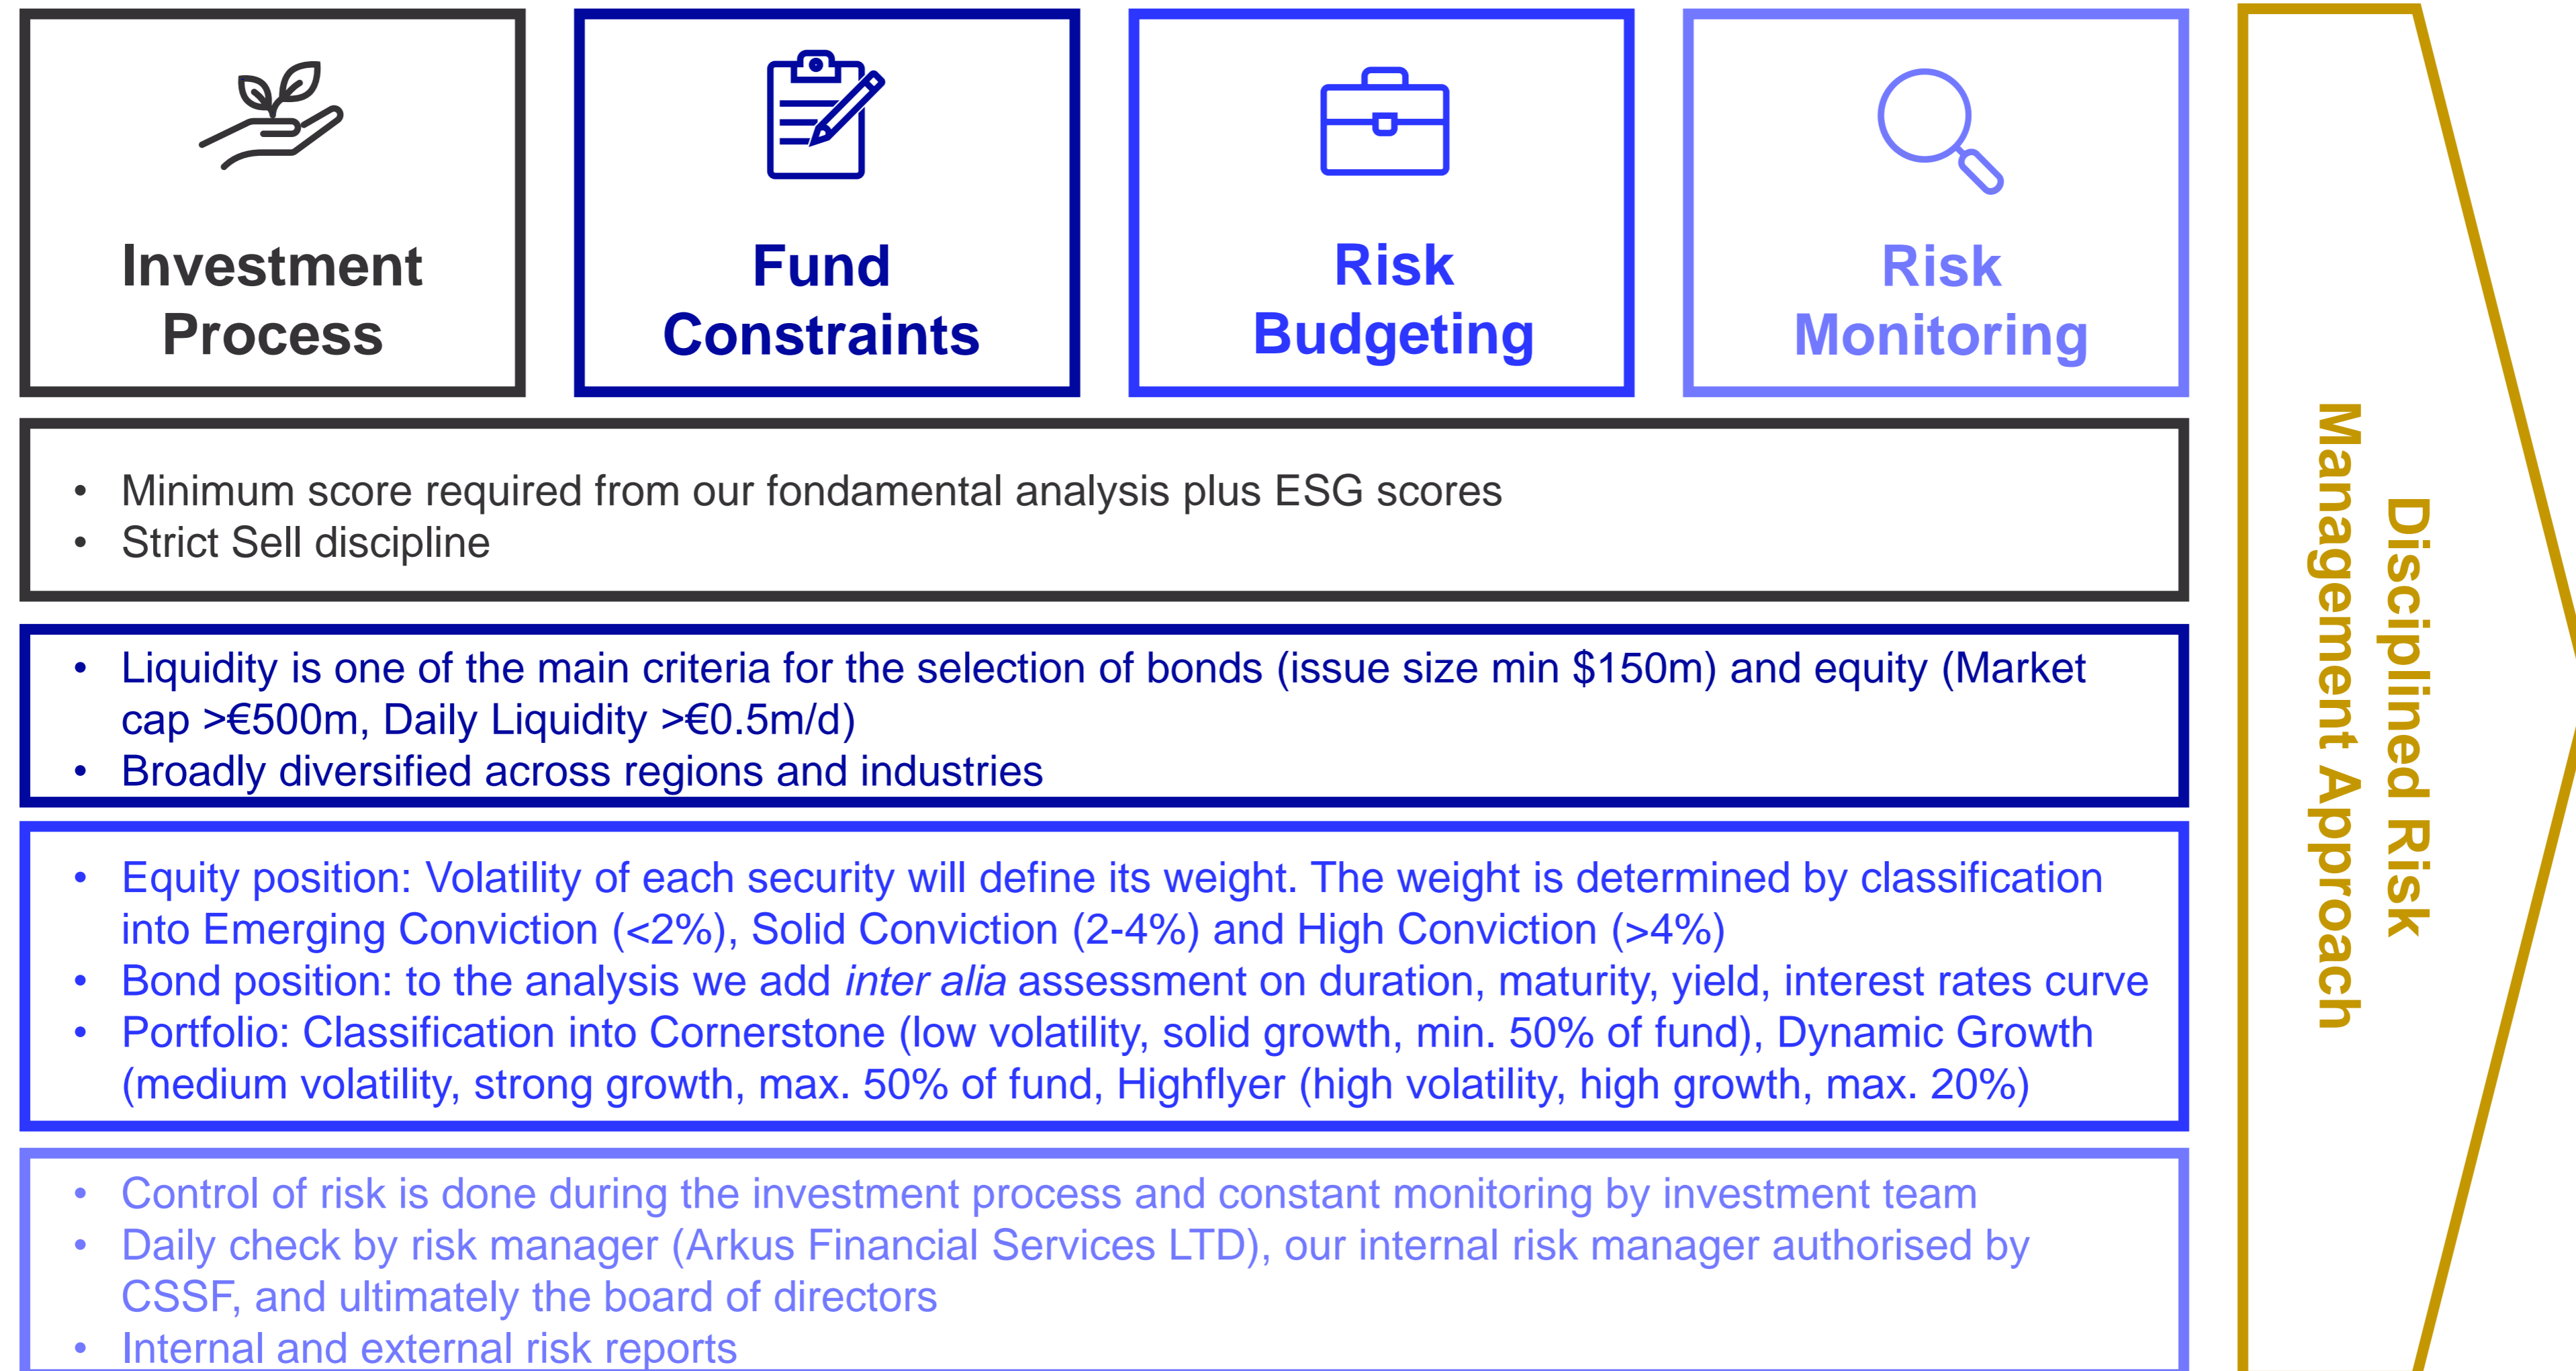 Investment
Process
Fund
Constraints
Risk
Budgeting
Risk
Monitoring
• Minimum score required from our fondamental analysis plus ESG scores
• Strict Sell discipline
• Liquidity is one of the main criteria for the selection of bonds (issue size min $150m) and equity (Market
cap >€500m, Daily Liquidity >€0.5m/d)
• Broadly diversified across regions and industries
• Equity position: Volatility of each security will define its weight. The weight is determined by classification
into Emerging Conviction (<2%), Solid Conviction (2-4%) and High Conviction (>4%)
• Bond position: to the analysis we add inter alia assessment on duration, maturity, yield, interest rates curve
• Portfolio: Classification into Cornerstone (low volatility, solid growth, min. 50% of fund), Dynamic Growth
(medium volatility, strong growth, max. 50% of fund, Highflyer (high volatility, high growth, max. 20%)
• Control of risk is done during the investment process and constant monitoring by investment team
• Daily check by risk manager (Arkus Financial Services LTD), our internal risk manager authorised by
CSSF, and ultimately the board of directors
• Internal and external risk reports
Disciplined Risk
Management Approach